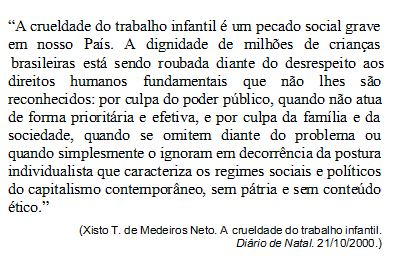 “A crueldade do trabalho infantil é um pecado social grave
em nosso País. A dignidade de milhões de crianças
brasileiras está sendo roubada diante do desrespeito aos
direitos humanos fundamentais que não lhes são
reconhecidos: por culpa do poder público, quando não atua
de forma prioritária e efetiva, e por culpa da família e da
sociedade, quando se omitem diante do problema ou
quando simplesmente o ignoram em decorrência da postura
individualista que caracteriza os regimes sociais e políticos
do capitalismo contemporâneo, sem pátria e sem conteúdo
ético.”
(Xisto T. de Medeiros Neto. A crueldade do trabalho infantil.
Diário de Natal. 21/10/2000.)